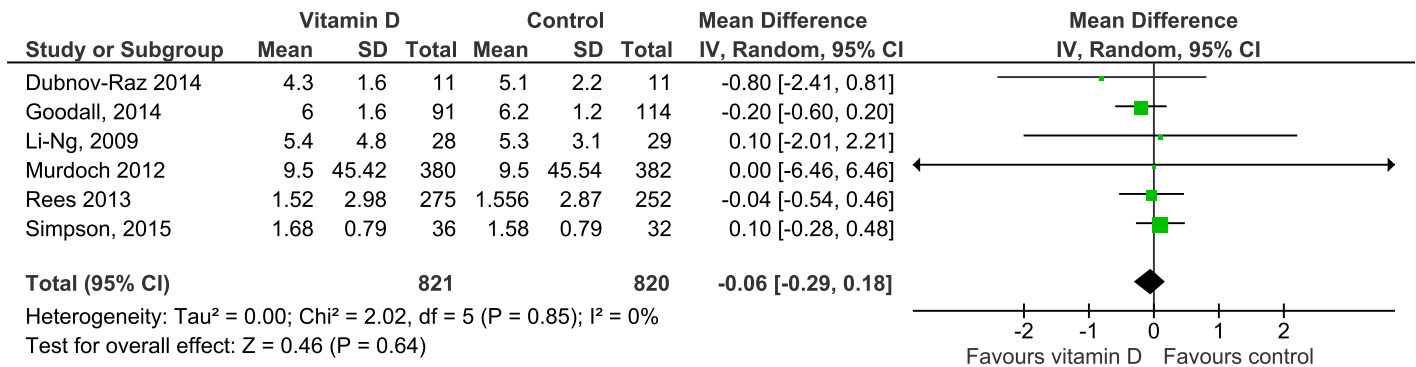 Vitamin D Control Mean Difference Mean Difference
Study or Subgroup Mean SD Total Mean SD Total IV, Random, 95% CI IV, Random, 95% CI
Dubnov-Raz 2014 4.3 1.6 11 5.1 2.2 11 -0.80 [-2.41, 0.81]
Goodall, 2014 6 1.6 91 6.2 1.2 114 -0.20 [-0.60, 0.20]
Li-Ng, 2009 5.4 4.8 28 5.3 3.1 29 0.10 [-2.01, 2.21]
Murdoch 2012 9.5 45.42 380 9.5 45.54 382 0.00 [-6.46, 6.46]
Rees 2013 1.52 2.98 275 1.556 2.87 252 -0.04 [-0.54, 0.46]
Simpson, 2015 1.68 0.79 36 1.58 0.79 32 0.10 [-0.28, 0.48]
Total (95% CI) 821 820 -0.06 [-0.29, 0.18]
Heterogeneity: Tau² = 0.00; Chi² = 2.02, df = 5 (P = 0.85); I² = 0%
Test for overall effect: Z = 0.46 (P = 0.64)
-2 -1 0 1 2
Favours vitamin D Favours control